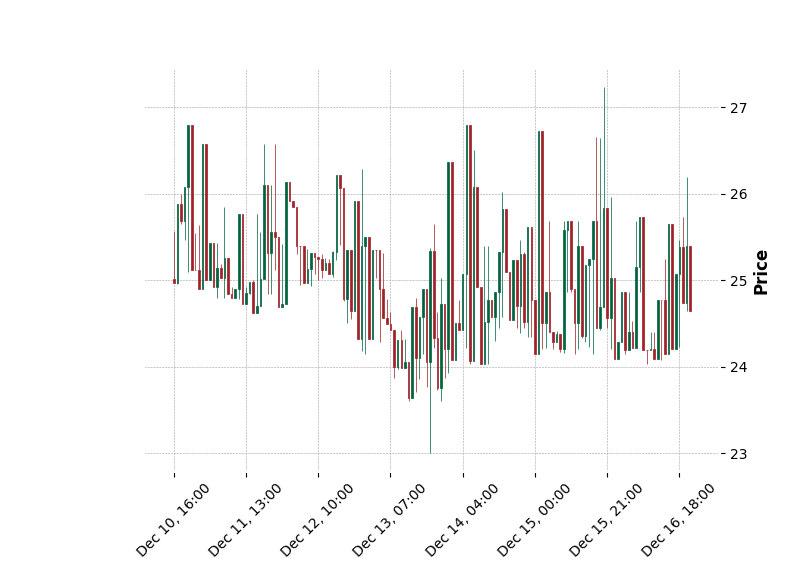 27
26
25
24
23
Price
Dec 10, 16:00
Dec 11, 13:00
Dec 12, 10:00
Dec 13, 07:00
Dec 14, 04:00
Dec 15, 00:00
Dec 15, 21:00
Dec 16, 18:00